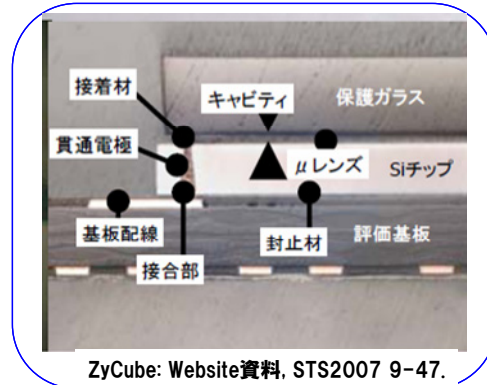 接着材
キャビティ
保護ガラス
貫通電極
μレンズ
Siチップ
基板配線
封止材
評価基板
接合部
ZyCube: Website資料, STS2007 9-47.